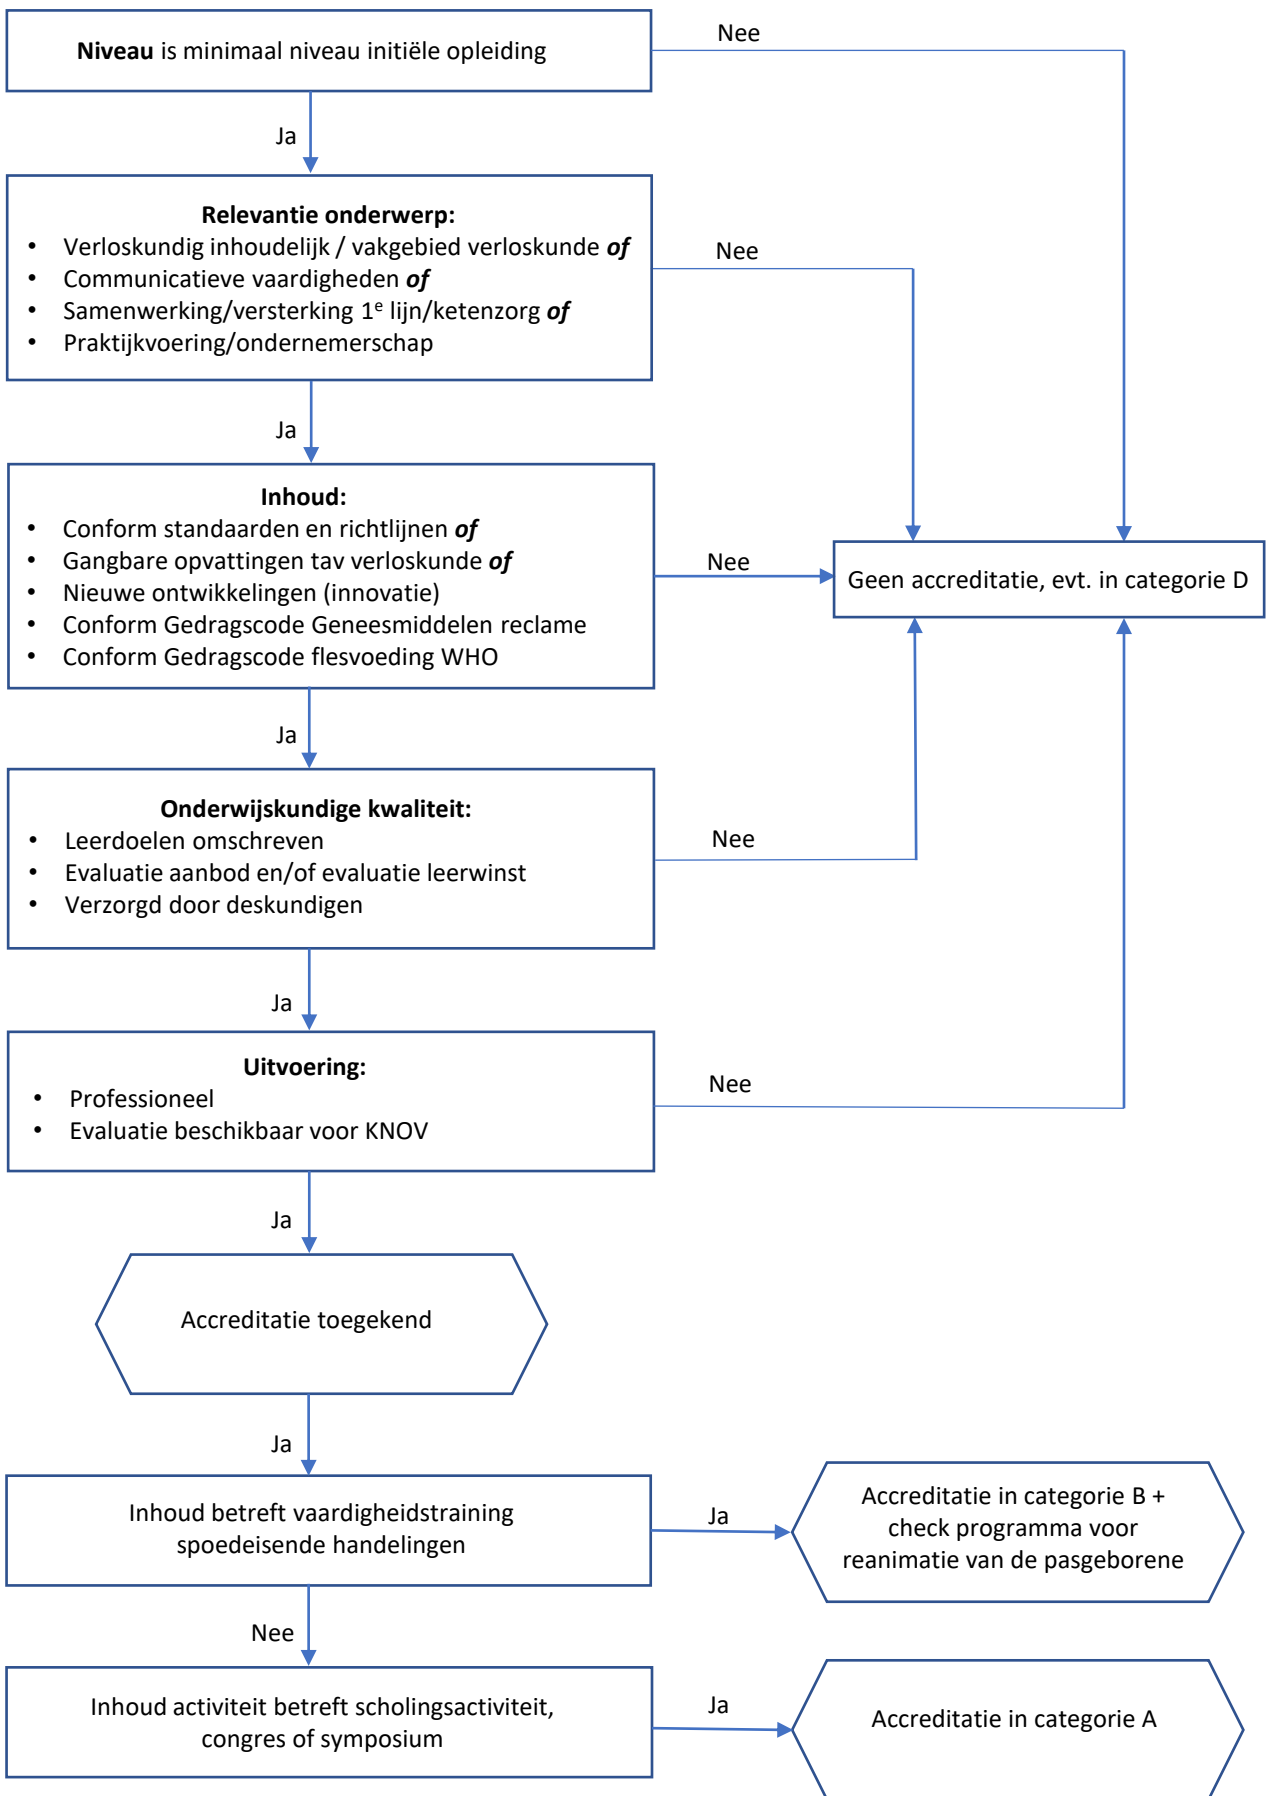 Niveau is minimaal niveau initiële opleiding
Nee
Ja
Relevantie onderwerp:
• Verloskundig inhoudelijk / vakgebied verloskunde of
• Communicatieve vaardigheden of
• Samenwerking/versterking 1e lijn/ketenzorg of
• Praktijkvoering/ondernemerschap
Nee
Ja
Inhoud:
• Conform standaarden en richtlijnen of
• Gangbare opvattingen tav verloskunde of
• Nieuwe ontwikkelingen (innovatie)
• Conform Gedragscode Geneesmiddelen reclame
• Conform Gedragscode flesvoeding WHO
Nee
Geen accreditatie, evt. in categorie D
Ja
Onderwijskundige kwaliteit:
• Leerdoelen omschreven
• Evaluatie aanbod en/of evaluatie leerwinst
• Verzorgd door deskundigen
Nee
Ja
Uitvoering:
• Professioneel
• Evaluatie beschikbaar voor KNOV
Nee
Ja
Accreditatie toegekend
Ja
Inhoud betreft vaardigheidstraining
spoedeisende handelingen
Ja
Accreditatie in categorie B +
check programma voor
reanimatie van de pasgeborene
Nee
Inhoud activiteit betreft scholingsactiviteit,
congres of symposium
Ja
Accreditatie in categorie A